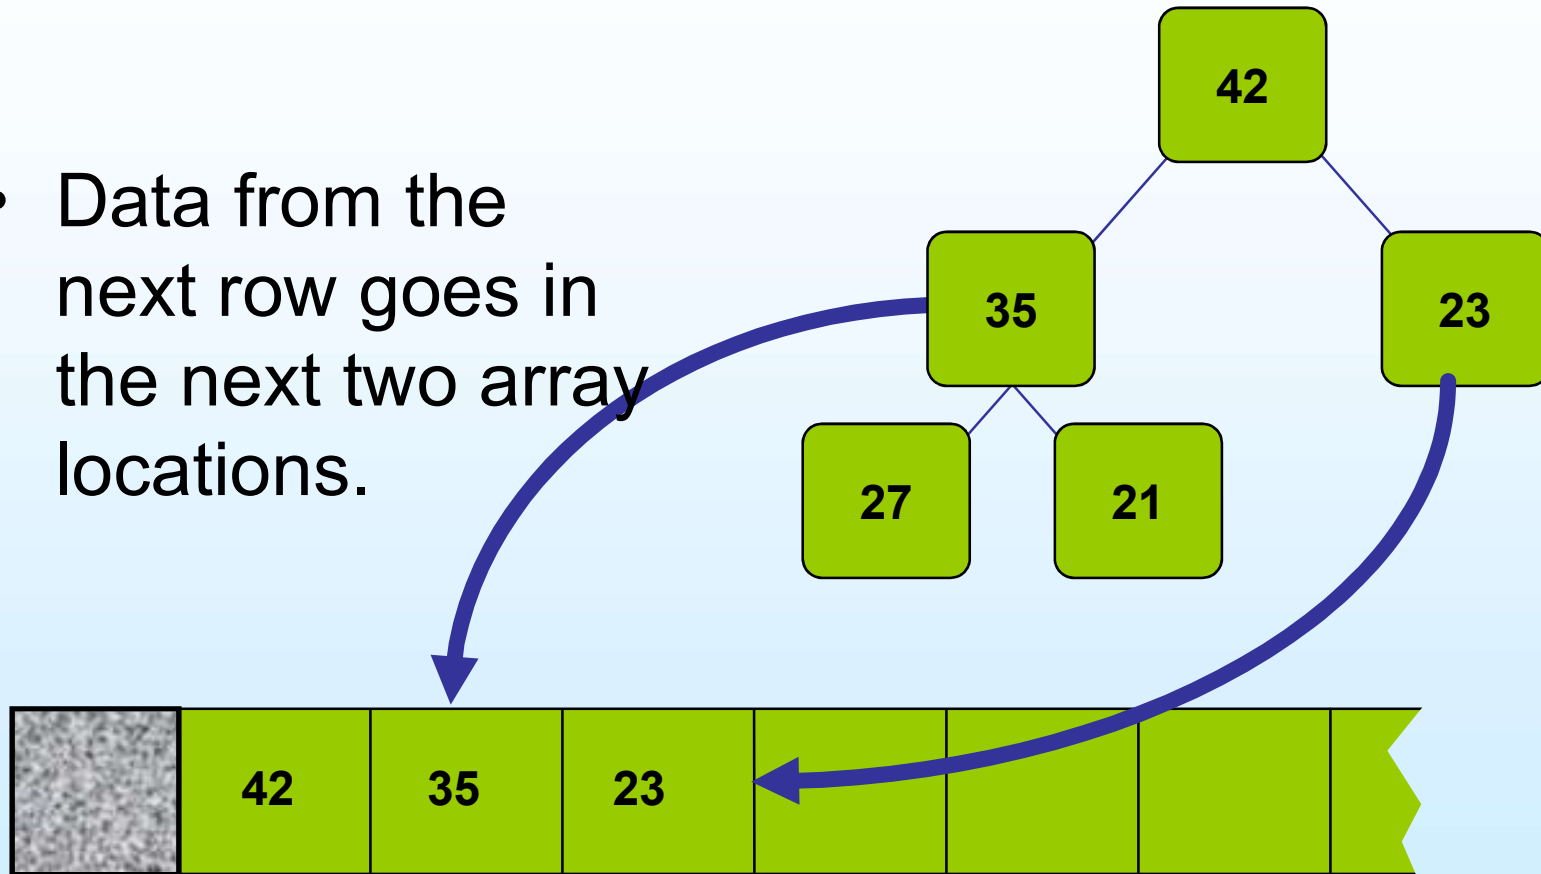 42
• Data from the
next row goes in
the next two array
locations.
35
23
27
21
42
35
23